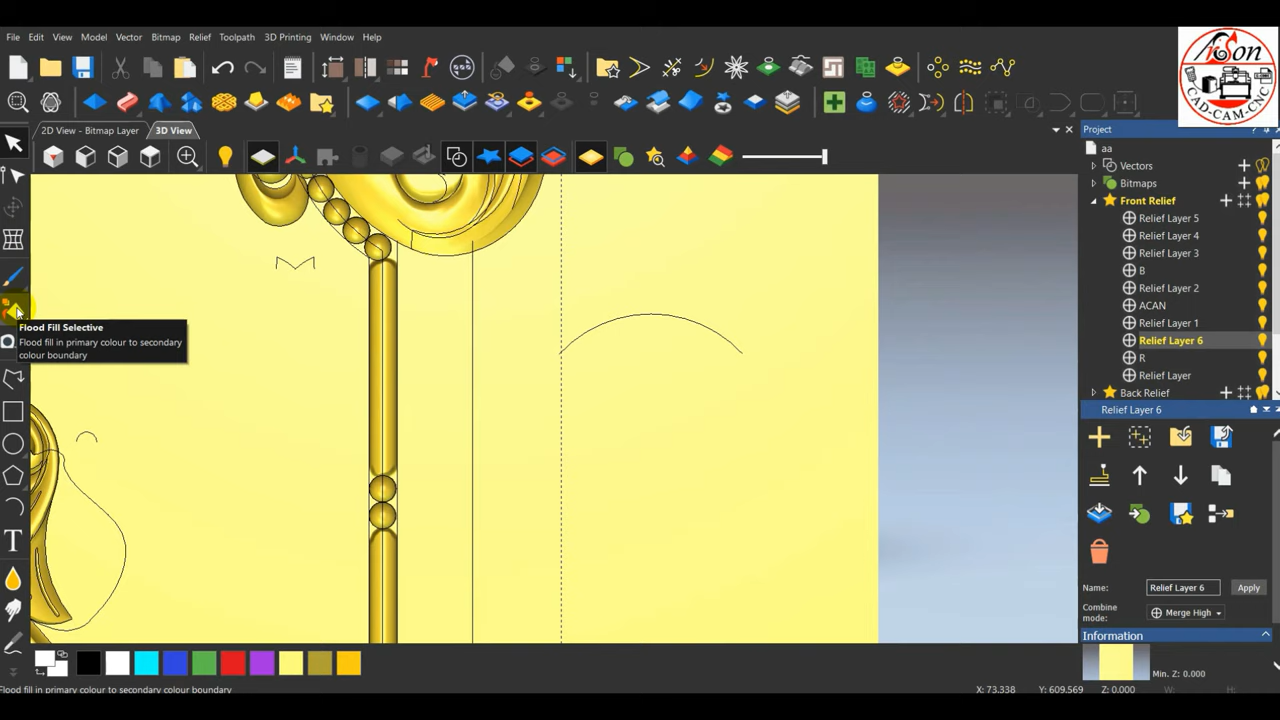 File Edit View Model Vector Bitmap Relief Toolpath 3D Printing Window Help
AiSon
CAD-CAM-CNC
2D View - Bitmap Layer 3D View
Project
aa
Vectors
Bitmaps
Front Relief
Relief Layer 5
Relief Layer 4
Relief Layer 3
B
Relief Layer 2
ACAN
Relief Layer 1
Relief Layer 6
R
Relief Layer
Back Relief
Relief Layer 6
Flood Fill Selective
Flood fill in primary colour to secondary
colour boundary
T
Name: Relief Layer 6 Apply
Combine
mode: Merge High
Information
Min. Z: 0.000
Flood fill in primary colour to secondary colour boundary
X: 73.338 Y: 609.569 Z: 0.000 W: H: